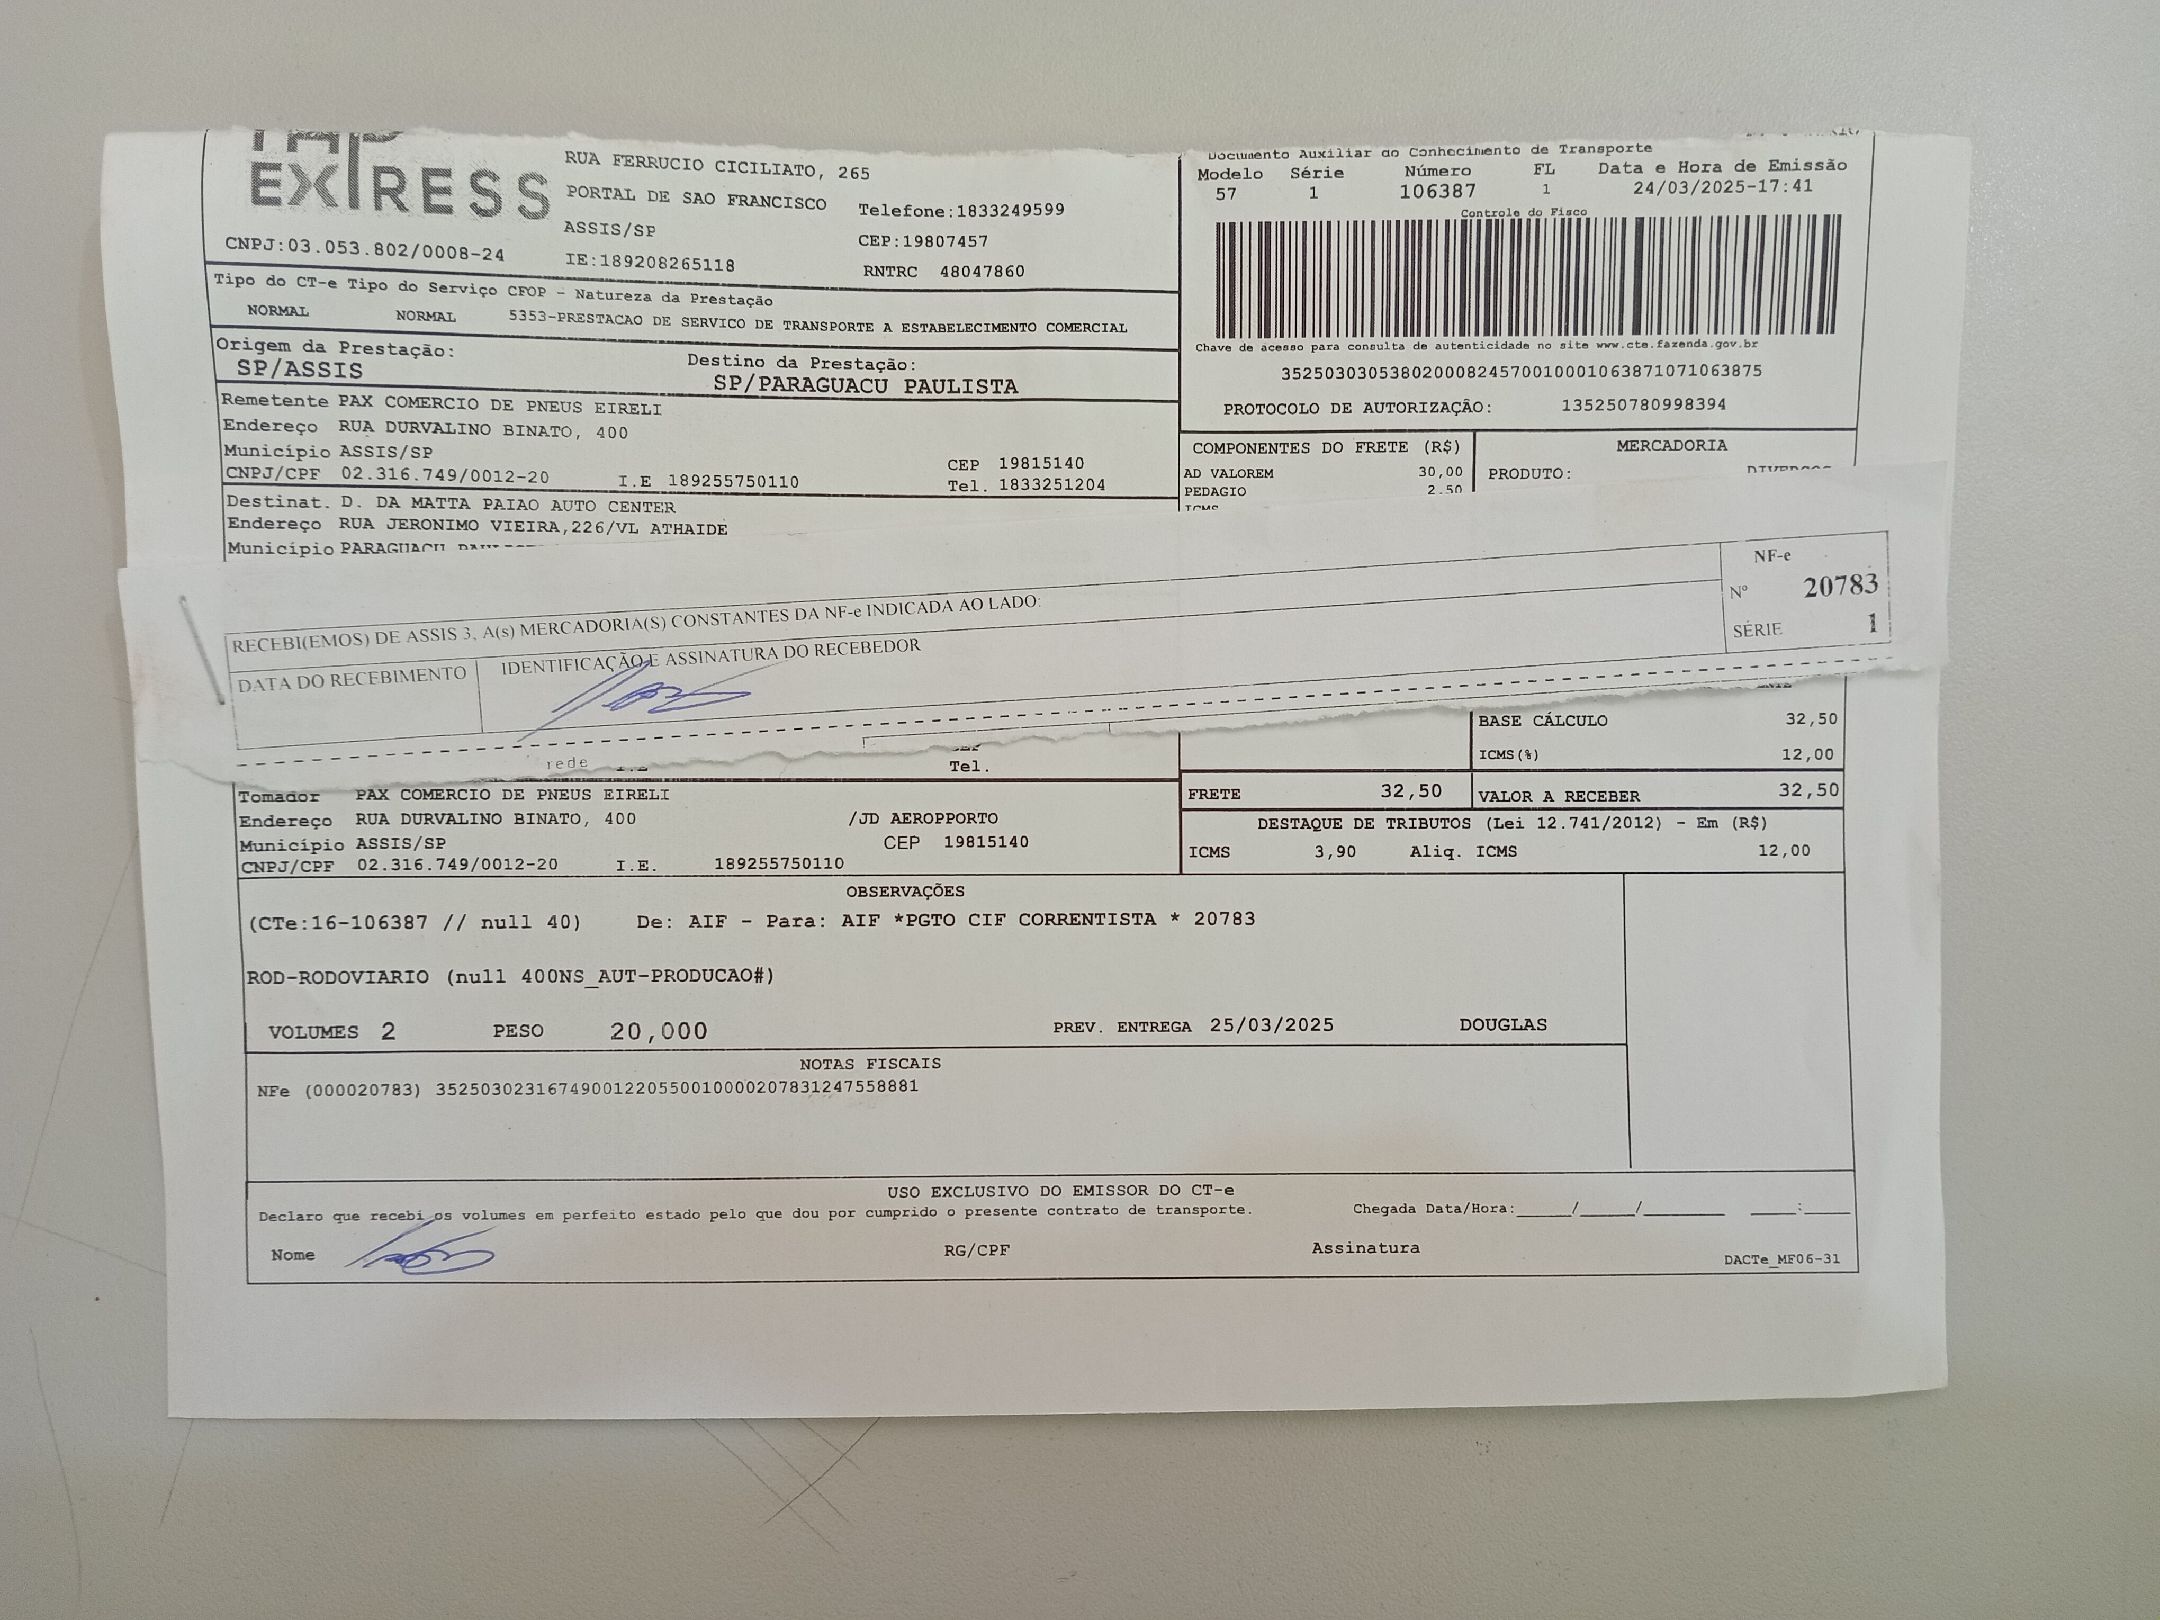 EXPRESS
RUA FERRUCIO CICILIATO, 265
PORTAL DE SAO FRANCISCO
Telefone:1833249599
ASSIS/SP
CEP:19807457
CNPJ:03.053.802/0008-24
IE:189208265118
RNTRC 48047860
Documento Auxiliar do Conhecimento de Transporte
Modelo Série Número FL Data e Hora de Emissão
57 1 106387 1 24/03/2025-17:41
Controle do Fisco
Chave de acesso para consulta de autenticidade no site www.cte.fazenda.gov.br
35250303053802000824570010001063871071063875
PROTOCOLO DE AUTORIZAÇÃO: 135250780998394
Tipo do CT-e Tipo do Serviço CFOP - Natureza da Prestação
NORMAL NORMAL 5353-PRESTACAO DE SERVICO DE TRANSPORTE A ESTABELECIMENTO COMERCIAL
Origem da Prestação: Destino da Prestação:
SP/ASSIS SP/PARAGUACU PAULISTA
Remetente PAX COMERCIO DE PNEUS EIRELI
Endereço RUA DURVALINO BINATO, 400
Município ASSIS/SP CEP 19815140
CNPJ/CPF 02.316.749/0012-20 I.E 189255750110 Tel. 1833251204
Destinat. D. DA MATTA PAIAO AUTO CENTER
Endereço RUA JERONIMO VIEIRA,226/VL ATHAIDE
Município PARAGUACU
COMPONENTES DO FRETE (R$) MERCADORIA
AD VALOREM 30,00 PRODUTO: DIVERSOS
PEDAGIO 2,50
ICMS
RECEBI(EMOS) DE ASSIS 3, A(s) MERCADORIA(S) CONSTANTES DA NF-e INDICADA AO LADO:
DATA DO RECEBIMENTO IDENTIFICAÇÃO E ASSINATURA DO RECEBEDOR
NF-e
Nº 20783
SÉRIE 1
rede
Tel.
BASE CÁLCULO 32,50
ICMS(%) 12,00
FRETE 32,50 VALOR A RECEBER 32,50
DESTAQUE DE TRIBUTOS (Lei 12.741/2012) - Em (R$)
ICMS 3,90 Aliq. ICMS 12,00
Tomador PAX COMERCIO DE PNEUS EIRELI
Endereço RUA DURVALINO BINATO, 400 /JD AEROPPORTO
Município ASSIS/SP CEP 19815140
CNPJ/CPF 02.316.749/0012-20 I.E. 189255750110
OBSERVAÇÕES
(CTe:16-106387 // null 40) De: AIF - Para: AIF *PGTO CIF CORRENTISTA * 20783
ROD-RODOVIARIO (null 400NS_AUT-PRODUCAO#)
VOLUMES 2 PESO 20,000 PREV. ENTREGA 25/03/2025 DOUGLAS
NOTAS FISCAIS
NFe (000020783) 35250302316749001220550010000207831247558881
USO EXCLUSIVO DO EMISSOR DO CT-e
Declaro que recebi os volumes em perfeito estado pelo que dou por cumprido o presente contrato de transporte. Chegada Data/Hora:_____/_____/________ ____:_____
Nome RG/CPF Assinatura
DACTe_MF06-31